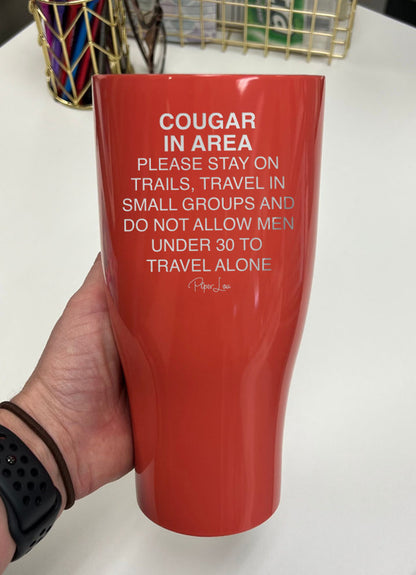 COUGAR
IN AREA
PLEASE STAY ON
TRAILS, TRAVEL IN
SMALL GROUPS AND
DO NOT ALLOW MEN
UNDER 30 TO
TRAVEL ALONE
Piper Lou